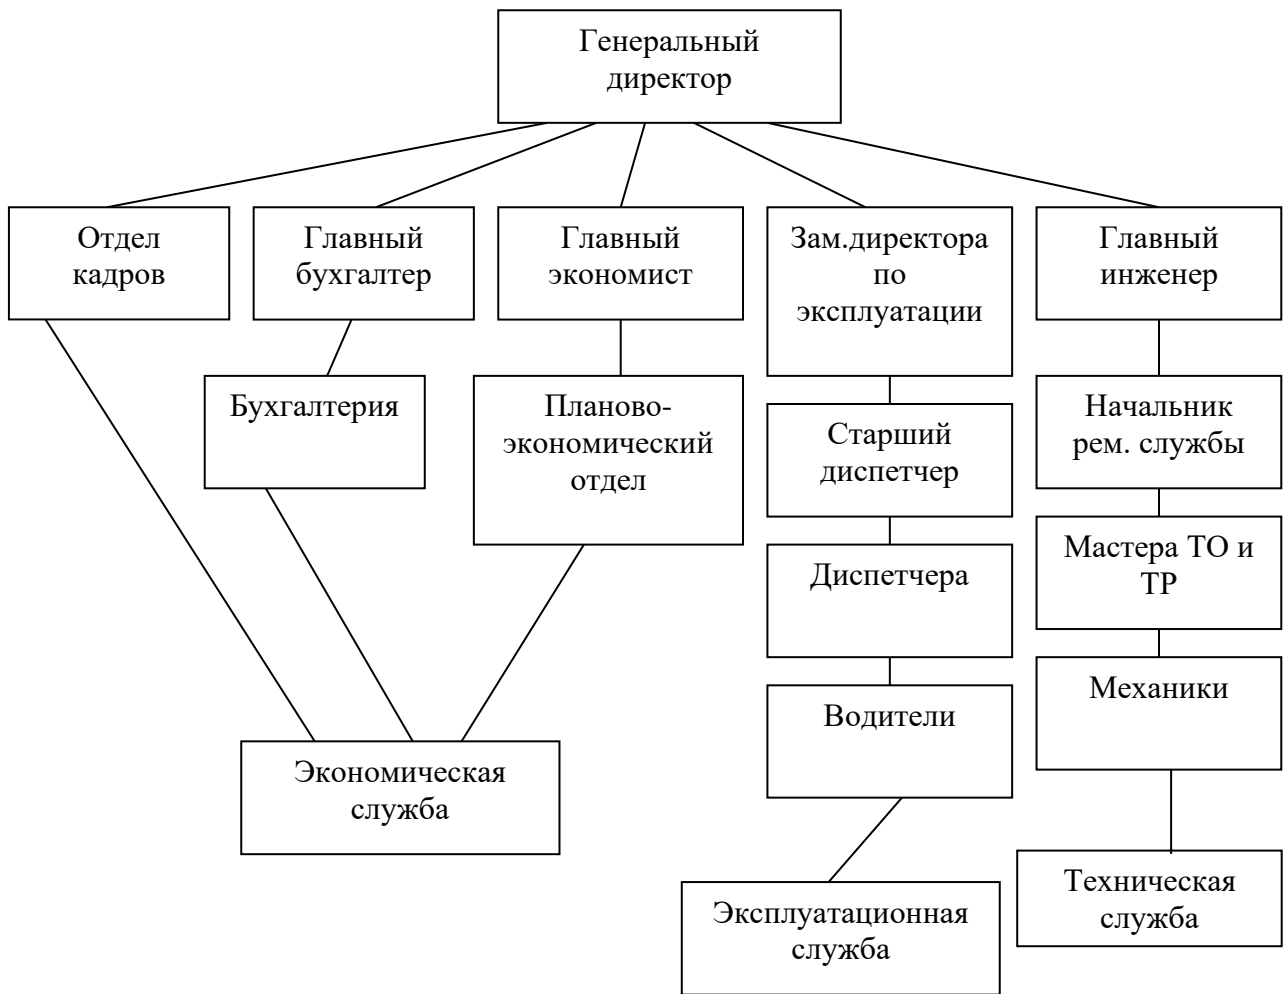 Генеральный
директор
Отдел
кадров
Главный
бухгалтер
Главный
экономист
Зам.директора
по
эксплуатации
Главный
инженер
Бухгалтерия
Планово-
экономический
отдел
Старший
диспетчер
Начальник
рем. службы
Диспетчера
Мастера ТО и
ТР
Водители
Механики
Экономическая
служба
Эксплуатационная
служба
Техническая
служба